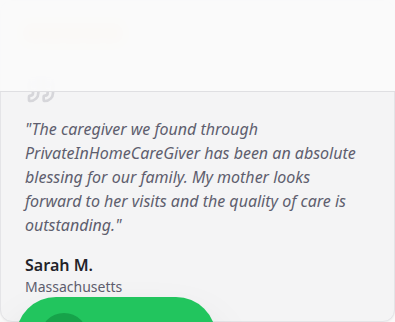 "The caregiver we found through
PrivateInHomeCareGiver has been an absolute
blessing for our family. My mother looks
forward to her visits and the quality of care is
outstanding."
Sarah M.
Massachusetts